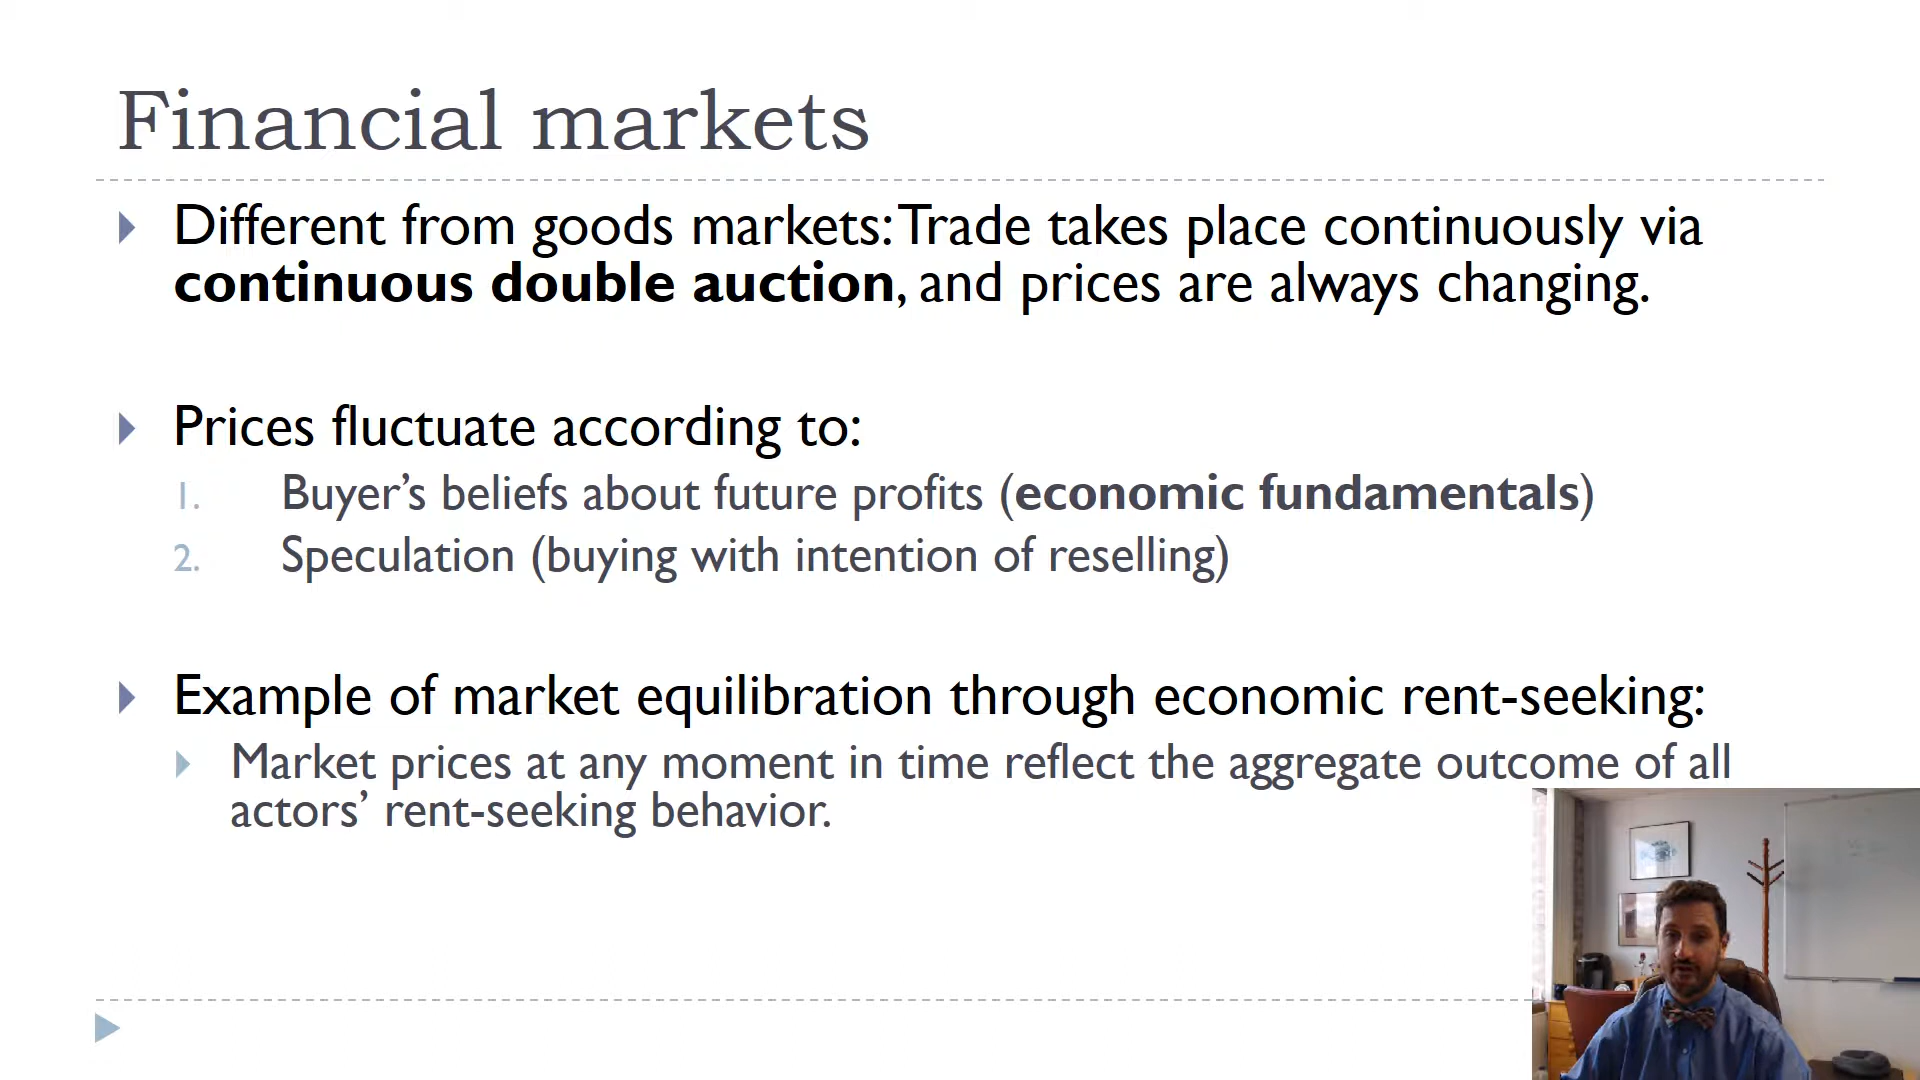 Financial markets
Different from goods markets: Trade takes place continuously via
continuous double auction, and prices are always changing.
Prices fluctuate according to:
1. Buyer’s beliefs about future profits (economic fundamentals)
2. Speculation (buying with intention of reselling)
Example of market equilibration through economic rent-seeking:
Market prices at any moment in time reflect the aggregate outcome of all
actors’ rent-seeking behavior.